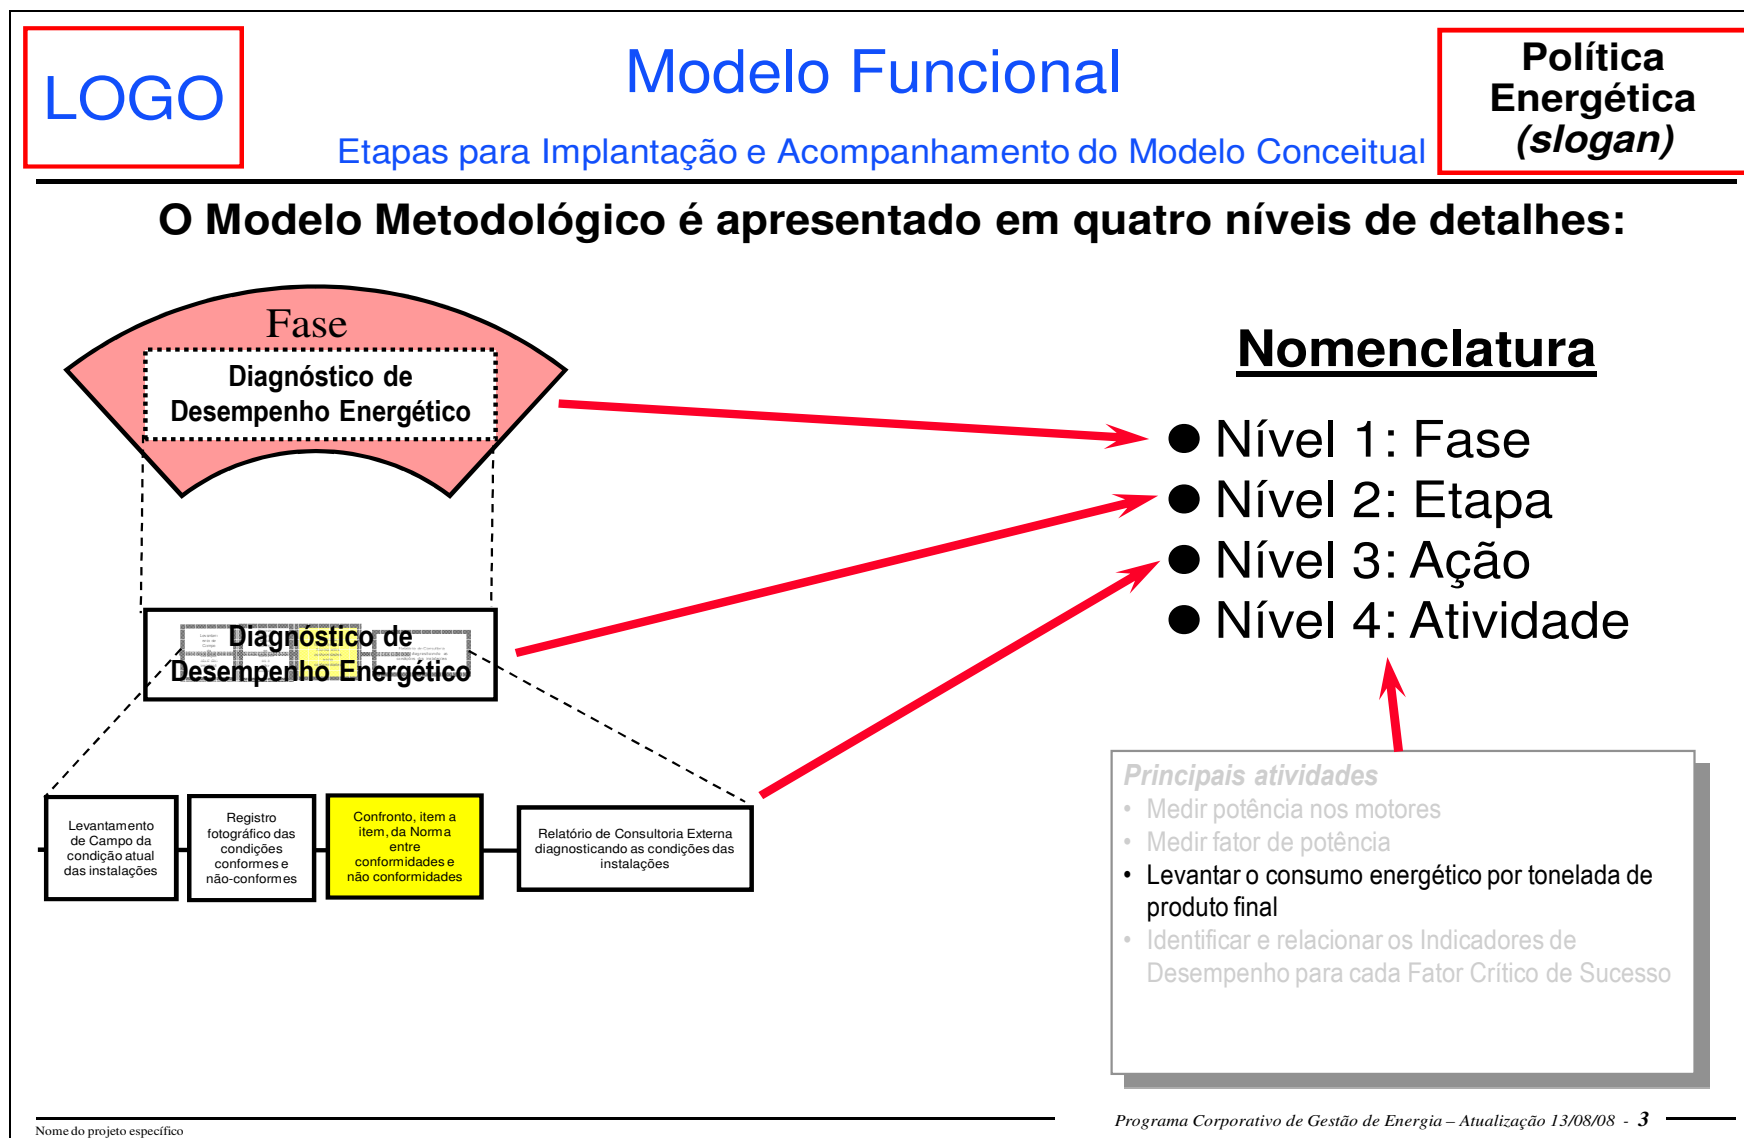 LOGO
Modelo Funcional
Etapas para Implantação e Acompanhamento do Modelo Conceitual
Política
Energética
(slogan)
O Modelo Metodológico é apresentado em quatro níveis de detalhes:
Fase
Diagnóstico de
Desempenho Energético
Nomenclatura
● Nível 1: Fase
● Nível 2: Etapa
● Nível 3: Ação
● Nível 4: Atividade
Diagnóstico de
Desempenho Energético
Levantamento
de Campo da
condição atual
das instalações
Registro
fotográfico das
condições
conformes e
não-conformes
Confronto, item a
item, da Norma
entre
conformidades e
não conformidades
Relatório de Consultoria Externa
diagnosticando as condições das
instalações
Principais atividades
• Medir potência nos motores
• Medir fator de potência
• Levantar o consumo energético por tonelada de
produto final
• Identificar e relacionar os Indicadores de
Desempenho para cada Fator Crítico de Sucesso
Nome do projeto específico
Programa Corporativo de Gestão de Energia – Atualização 13/08/08 - 3